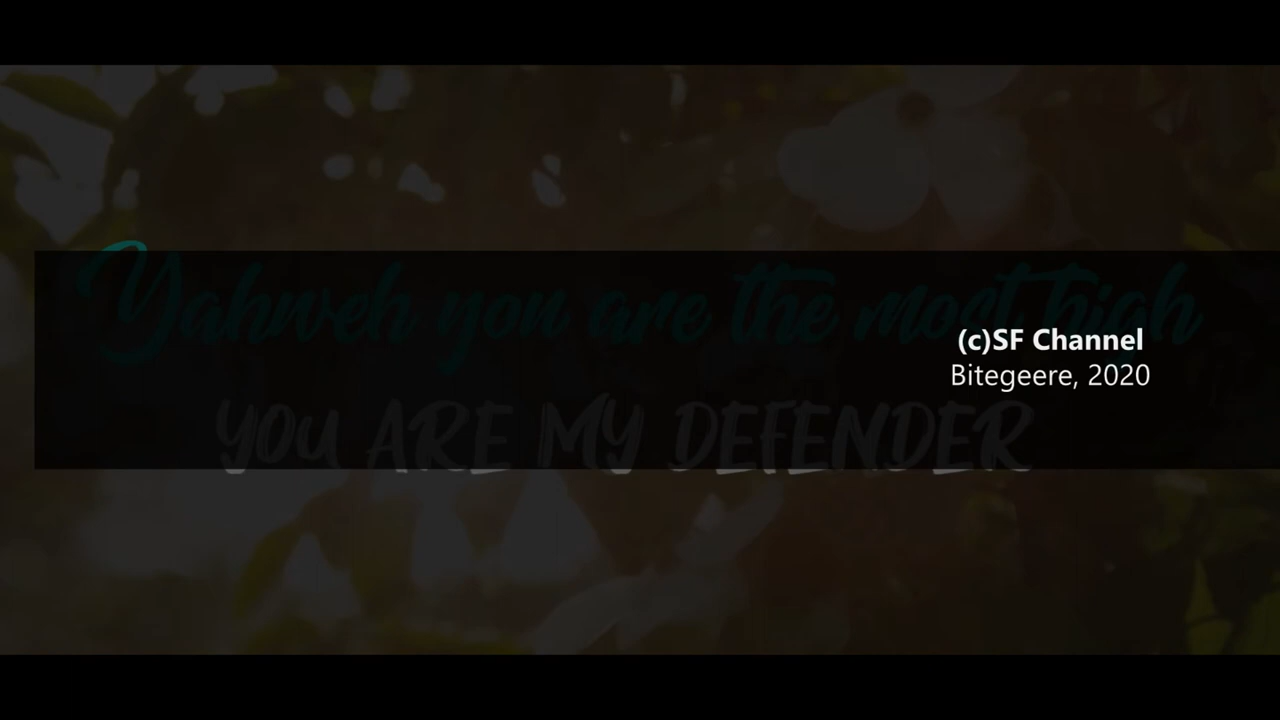 Yahweh you are the most high
(c)SF Channel
Bitegeere, 2020
YOU ARE MY DEFENDER